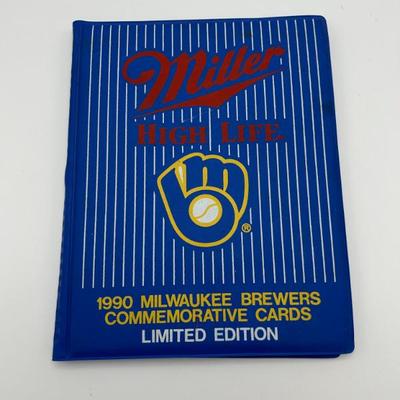 Miller
HIGH LIFE
®
1990 MILWAUKEE BREWERS
COMMEMORATIVE CARDS
LIMITED EDITION